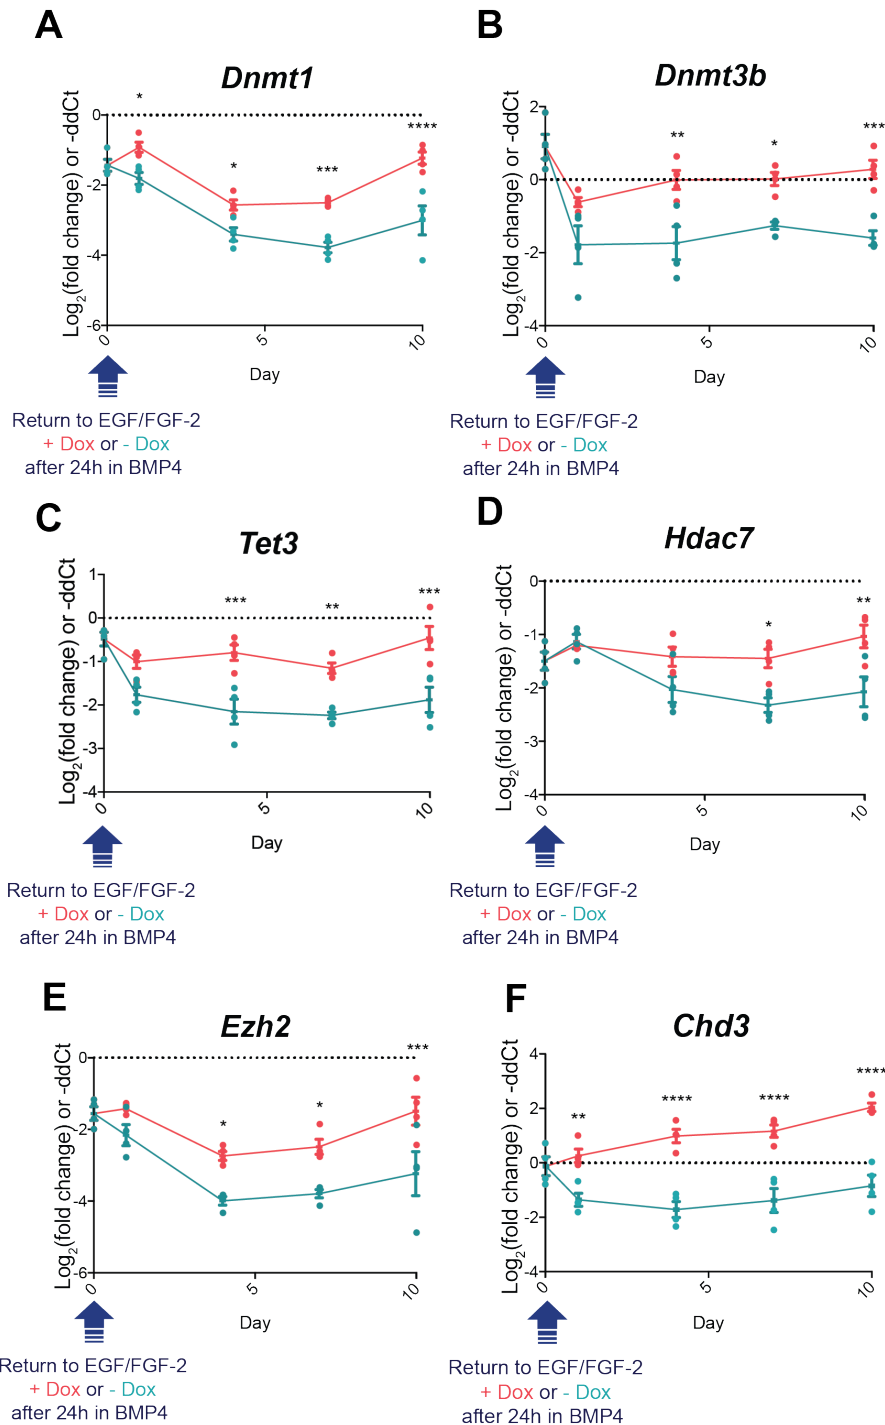 A
Dnmt1
Log2(fold change) or -ddCt
0
-2
-4
-6
*
*
***
****
0
5
10
Day
Return to EGF/FGF-2
+ Dox or - Dox
after 24h in BMP4
B
Dnmt3b
Log2(fold change) or -ddCt
2
0
-2
-4
**
*
***
0
5
10
Day
Return to EGF/FGF-2
+ Dox or - Dox
after 24h in BMP4
C
Tet3
Log2(fold change) or -ddCt
1
0
-1
-2
-3
-4
***
**
***
0
5
10
Day
Return to EGF/FGF-2
+ Dox or - Dox
after 24h in BMP4
D
Hdac7
Log2(fold change) or -ddCt
0
-1
-2
-3
-4
*
**
0
5
10
Day
Return to EGF/FGF-2
+ Dox or - Dox
after 24h in BMP4
E
Ezh2
Log2(fold change) or -ddCt
0
-2
-4
-6
*
*
***
0
5
10
Day
Return to EGF/FGF-2
+ Dox or - Dox
after 24h in BMP4
F
Chd3
Log2(fold change) or -ddCt
4
2
0
-2
-4
**
****
****
****
0
5
10
Day
Return to EGF/FGF-2
+ Dox or - Dox
after 24h in BMP4